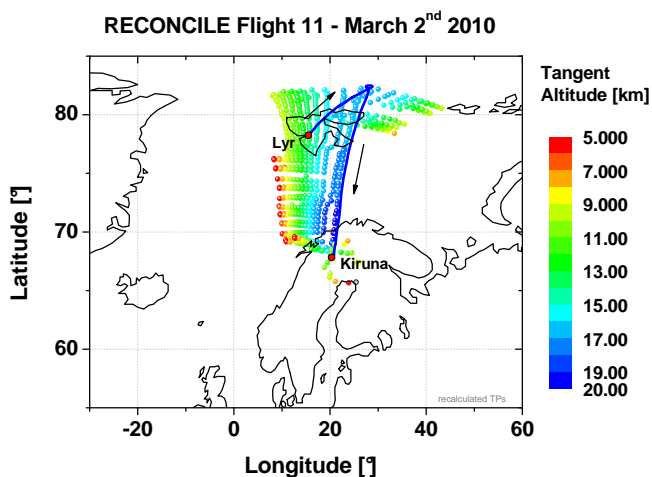 RECONCILE Flight 11 - March 2nd 2010
Tangent
Altitude [km]
5.000
7.000
9.000
11.00
13.00
15.00
17.00
19.00
20.00
80
70
60
Latitude [°]
Lyr
Kiruna
recalculated TPs
-20
0
20
40
60
Longitude [°]